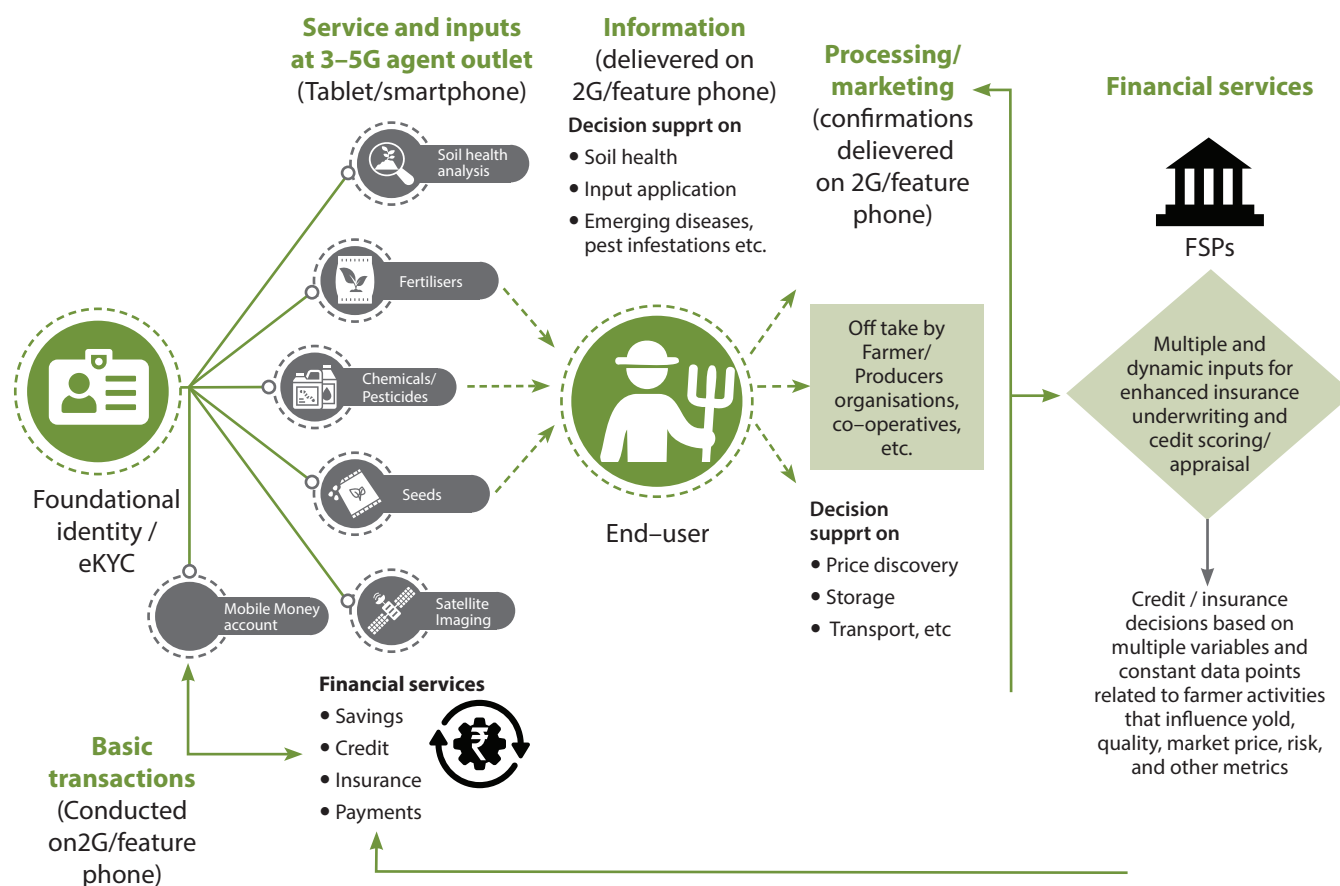 Service and inputs
at 3–5G agent outlet
(Tablet/smartphone)
Soil health
analysis
Fertilisers
Chemicals/
Pesticides
Seeds
Satellite
Imaging
Mobile Money
account
Foundational
identity /
eKYC
Basic
transactions
(Conducted
on2G/feature
phone)
Financial services
• Savings
• Credit
• Insurance
• Payments
₹
Information
(delievered on
2G/feature phone)
Decision supprt on
• Soil health
• Input application
• Emerging diseases,
pest infestations etc.
End–user
Processing/
marketing
(confirmations
delievered
on 2G/feature
phone)
Off take by
Farmer/
Producers
organisations,
co–operatives,
etc.
Decision
supprt on
• Price discovery
• Storage
• Transport, etc
Financial services
FSPs
Multiple and
dynamic inputs for
enhanced insurance
underwriting and
cedit scoring/
appraisal
Credit / insurance
decisions based on
multiple variables and
constant data points
related to farmer activities
that influence yold,
quality, market price, risk,
and other metrics